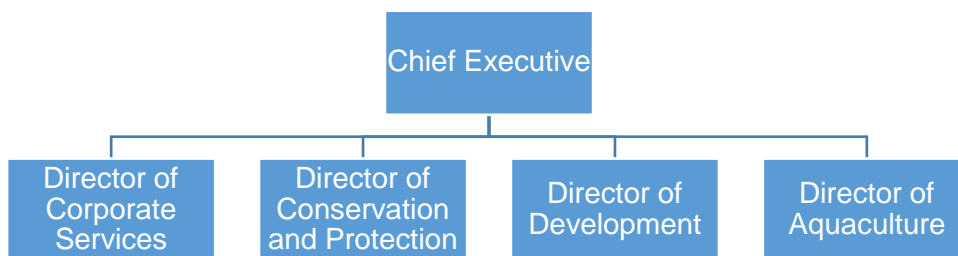 Chief Executive
Director of
Corporate
Services
Director of
Conservation
and Protection
Director of
Development
Director of
Aquaculture